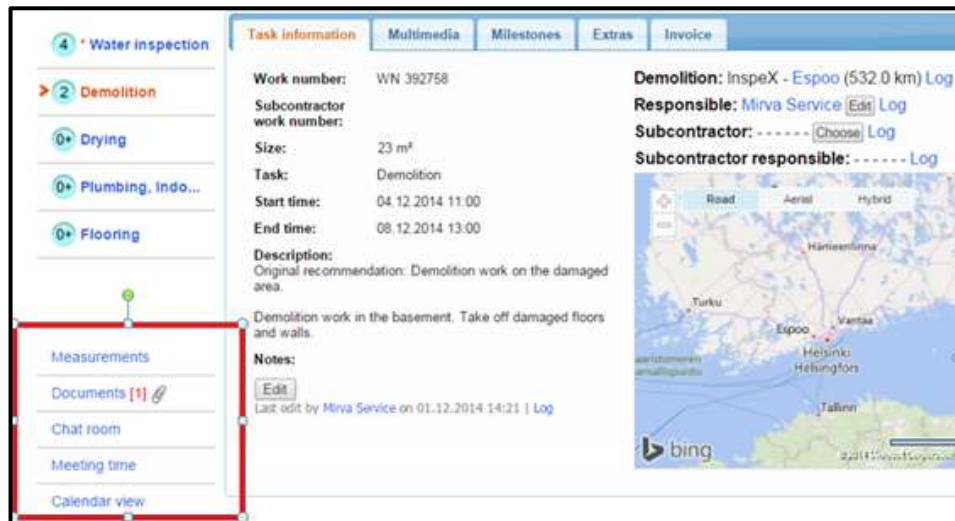 4 * Water inspection
> 2 Demolition
0+ Drying
0+ Plumbing, Indo...
0+ Flooring
Measurements
Documents [1]
Chat room
Meeting time
Calendar view
Task information Multimedia Milestones Extras Invoice
Work number: WN 392758
Subcontractor
work number:
Size: 23 m²
Task: Demolition
Start time: 04.12.2014 11:00
End time: 08.12.2014 13:00
Description:
Original recommendation: Demolition work on the damaged
area.
Demolition work in the basement. Take off damaged floors
and walls.
Notes:
Edit
Last edit by Mirva Service on 01.12.2014 14:21 | Log
Demolition: InspeX - Espoo (532.0 km) Log
Responsible: Mirva Service Edit Log
Subcontractor: - - - - - - Choose Log
Subcontractor responsible: - - - - - - Log
Road Aerial Hybrid
Hämeenlinna
Turku
Espoo Vantaa
Helsinki
Helsingfors
Tallinn
bing